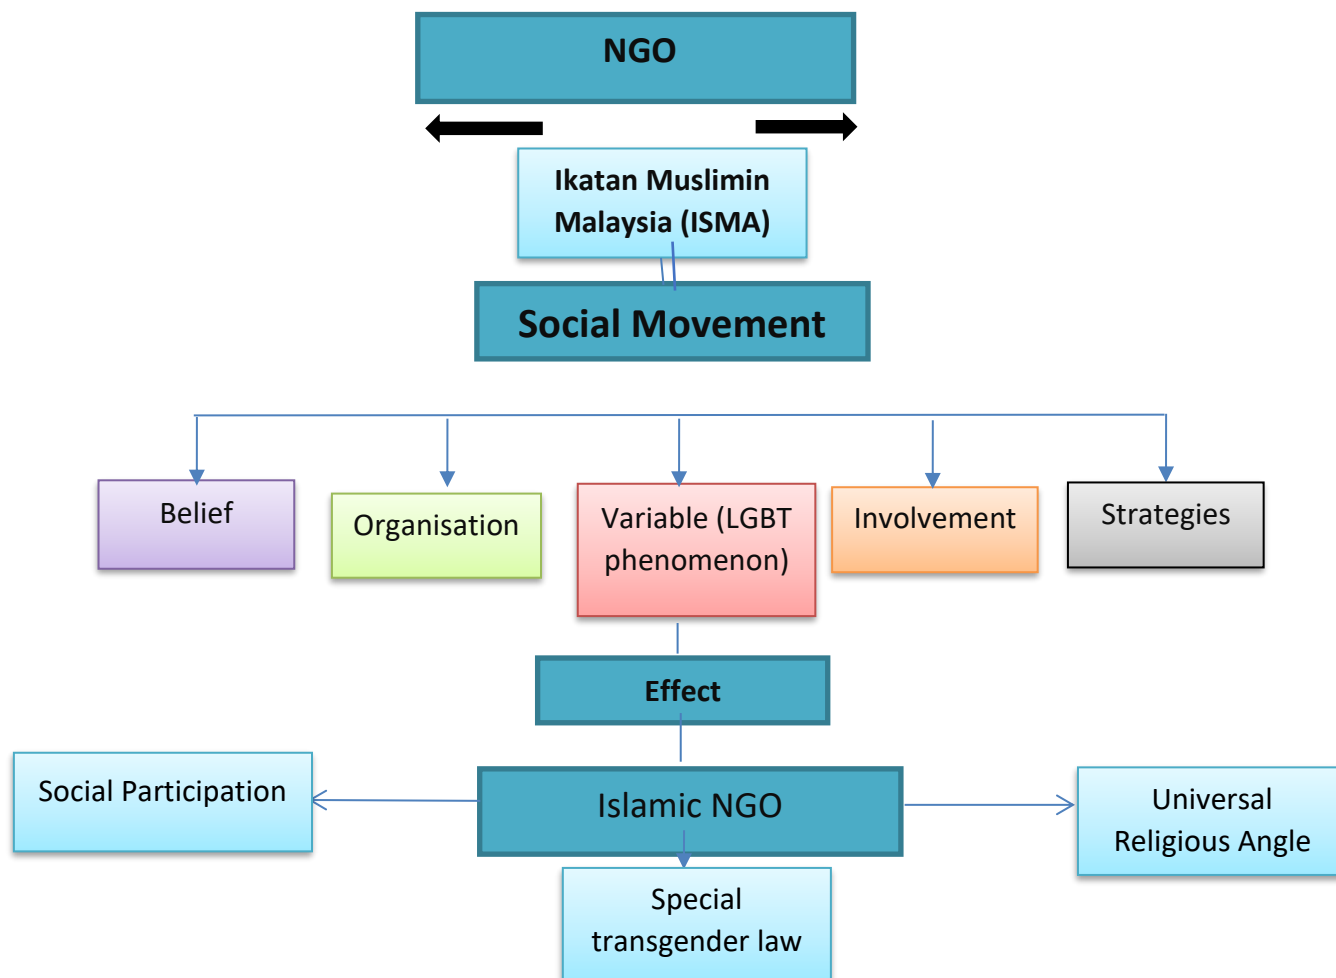 NGO
Ikatan Muslimin
Malaysia (ISMA)
Social Movement
Belief
Organisation
Variable (LGBT
phenomenon)
Involvement
Strategies
Effect
Social Participation
Islamic NGO
Universal
Religious Angle
Special
transgender law